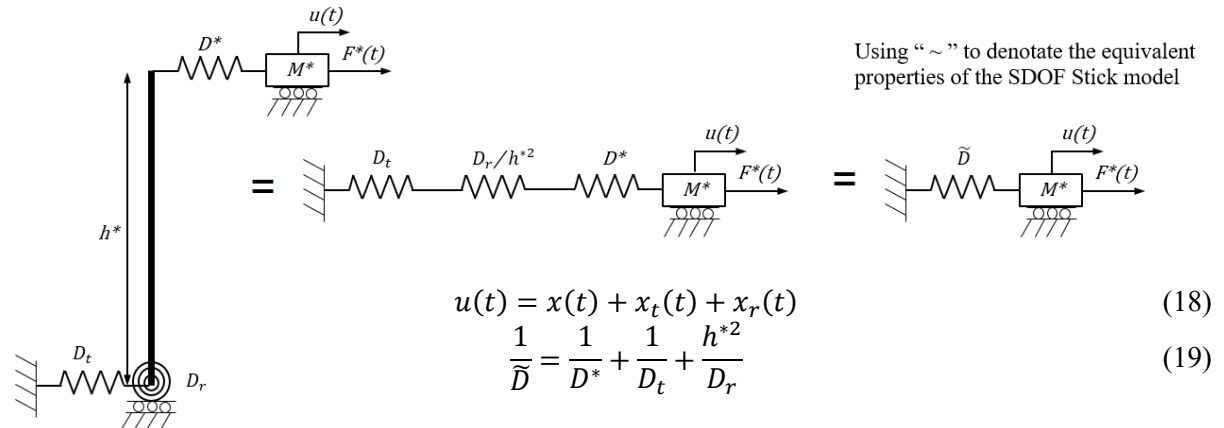 u(t)
D*
M*
F*(t)
Using “ ~ ” to denotate the equivalent
properties of the SDOF Stick model
h*
D_t
D_r
=
D_t
D_r/h*²
D*
u(t)
M*
F*(t)
=
D̃
u(t)
M*
F*(t)
u(t) = x(t) + x_t(t) + x_r(t) (18)
1/D̃ = 1/D* + 1/D_t + h*²/D_r (19)